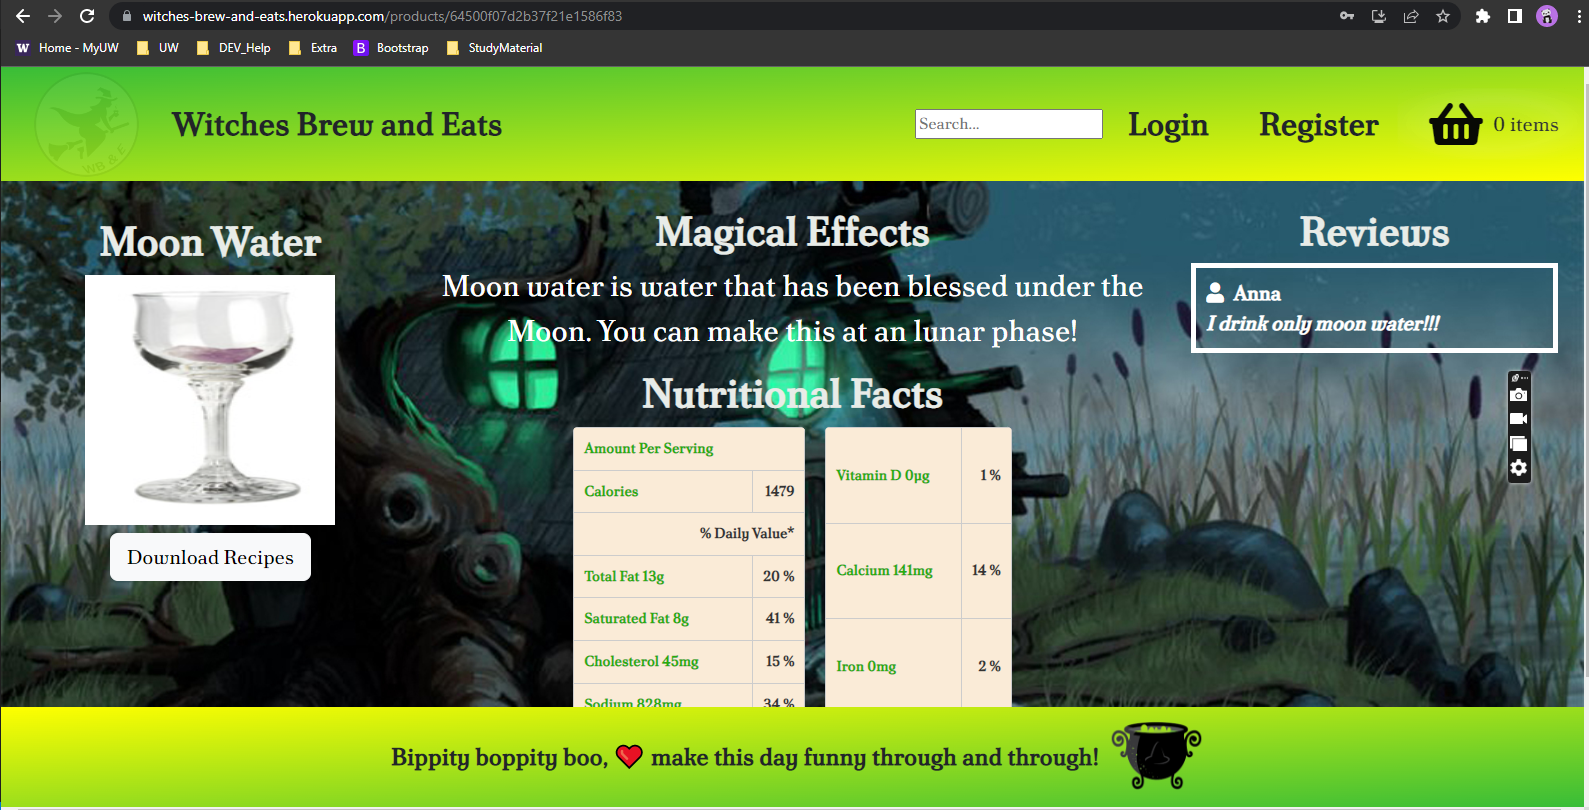 witches-brew-and-eats.herokuapp.com/products/64500f07d2b37f21e1586f83
W Home - MyUW UW DEV_Help Extra B Bootstrap StudyMaterial
WB & E
Witches Brew and Eats
Search...
Login
Register
0 items
Moon Water
Download Recipes
Magical Effects
Moon water is water that has been blessed under the
Moon. You can make this at an lunar phase!
Nutritional Facts
Amount Per Serving
Calories 1479
% Daily Value*
Total Fat 13g 20 %
Saturated Fat 8g 41 %
Cholesterol 45mg 15 %
Sodium 828mg 34 %
Vitamin D 0µg 1 %
Calcium 141mg 14 %
Iron 0mg 2 %
Reviews
Anna
I drink only moon water!!!
Bippity boppity boo, ❤️ make this day funny through and through!